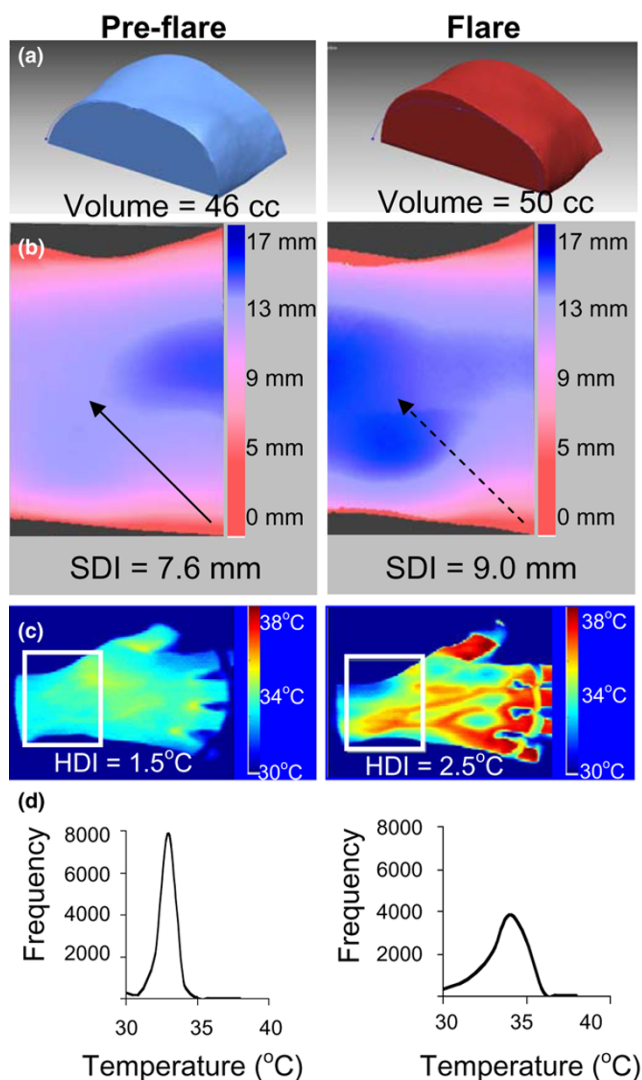 Pre-flare
Flare
(a)
Volume = 46 cc
Volume = 50 cc
(b)
17 mm
13 mm
9 mm
5 mm
0 mm
17 mm
13 mm
9 mm
5 mm
0 mm
SDI = 7.6 mm
SDI = 9.0 mm
(c)
38°C
34°C
30°C
HDI = 1.5°C
38°C
34°C
30°C
HDI = 2.5°C
(d)
Frequency
8000
6000
4000
2000
30
35
40
Temperature (°C)
Frequency
8000
6000
4000
2000
30
35
40
Temperature (°C)